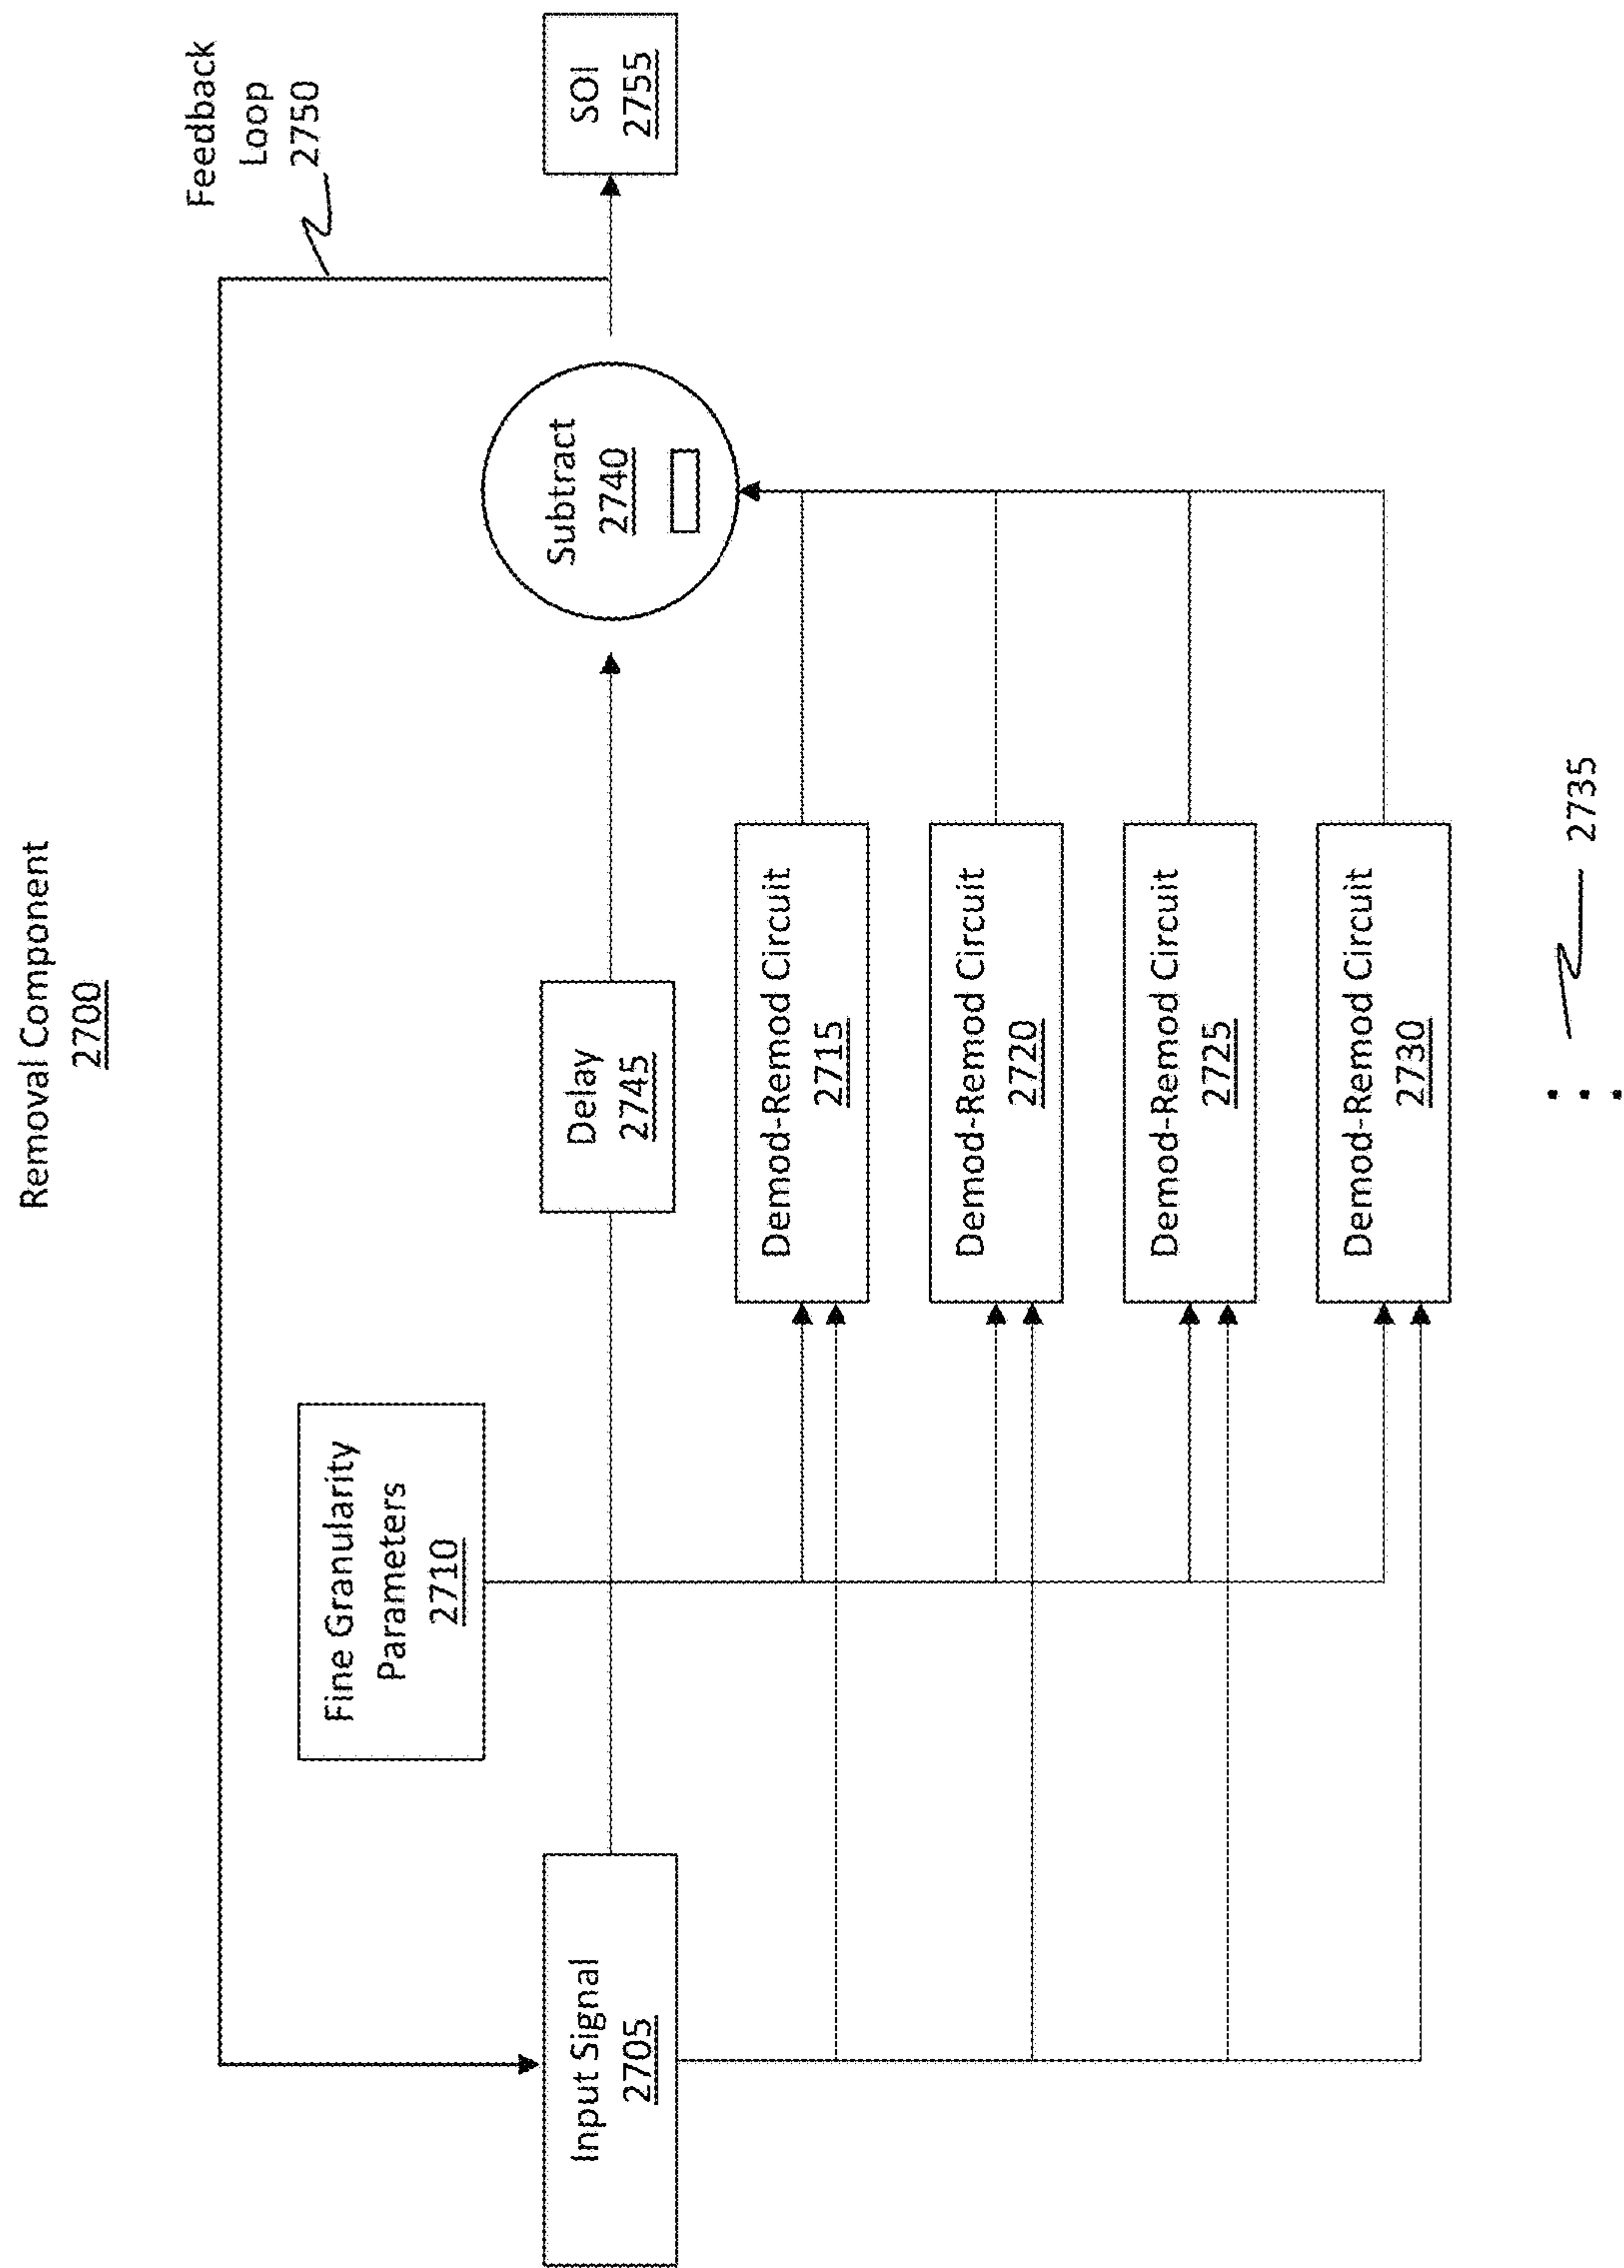 Removal Component
2700
Feedback
Loop
2750
Fine Granularity
Parameters
2710
Input Signal
2705
Delay
2745
Subtract
2740
SOI
2755
Demod-Remod Circuit
2715
Demod-Remod Circuit
2720
Demod-Remod Circuit
2725
Demod-Remod Circuit
2730
2735